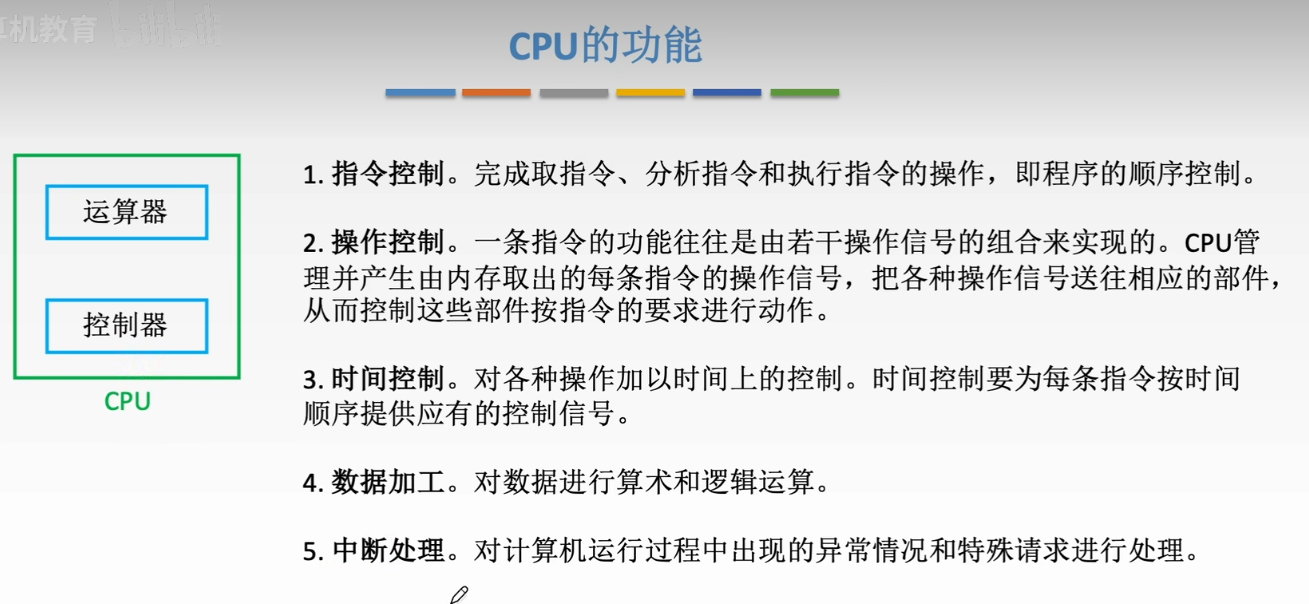 算机教育
CPU的功能
运算器
控制器
CPU
1. 指令控制。完成取指令、分析指令和执行指令的操作，即程序的顺序控制。
2. 操作控制。一条指令的功能往往是由若干操作信号的组合来实现的。CPU管
理并产生由内存取出的每条指令的操作信号，把各种操作信号送往相应的部件，
从而控制这些部件按指令的要求进行动作。
3. 时间控制。对各种操作加以时间上的控制。时间控制要为每条指令按时间
顺序提供应有的控制信号。
4. 数据加工。对数据进行算术和逻辑运算。
5. 中断处理。对计算机运行过程中出现的异常情况和特殊请求进行处理。